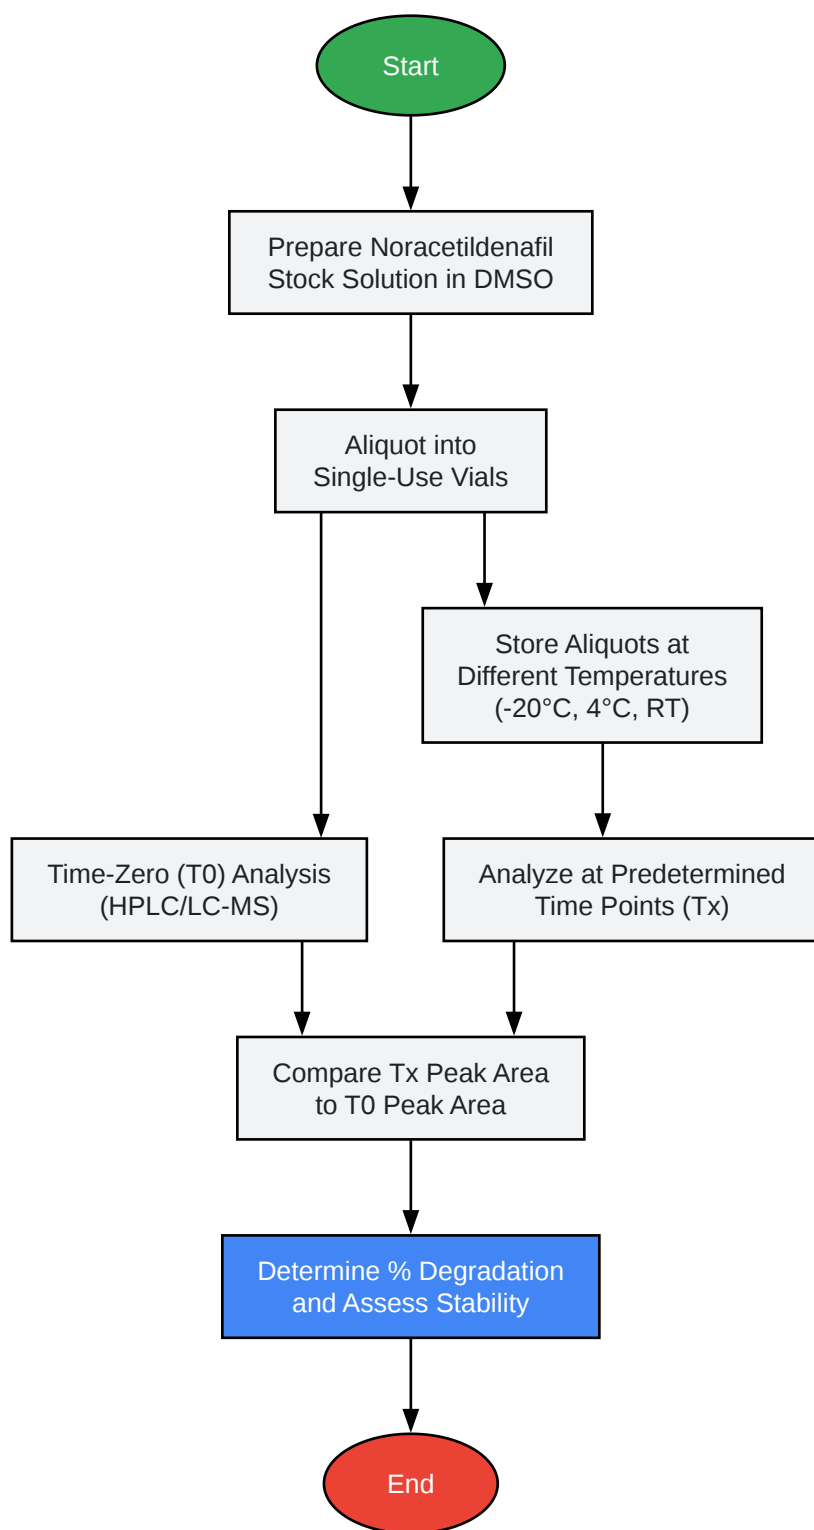 Start
Prepare Noracetildenafil
Stock Solution in DMSO
Aliquot into
Single-Use Vials
Store Aliquots at
Different Temperatures
(-20°C, 4°C, RT)
Time-Zero (T0) Analysis
(HPLC/LC-MS)
Analyze at Predetermined
Time Points (Tx)
Compare Tx Peak Area
to T0 Peak Area
Determine % Degradation
and Assess Stability
End